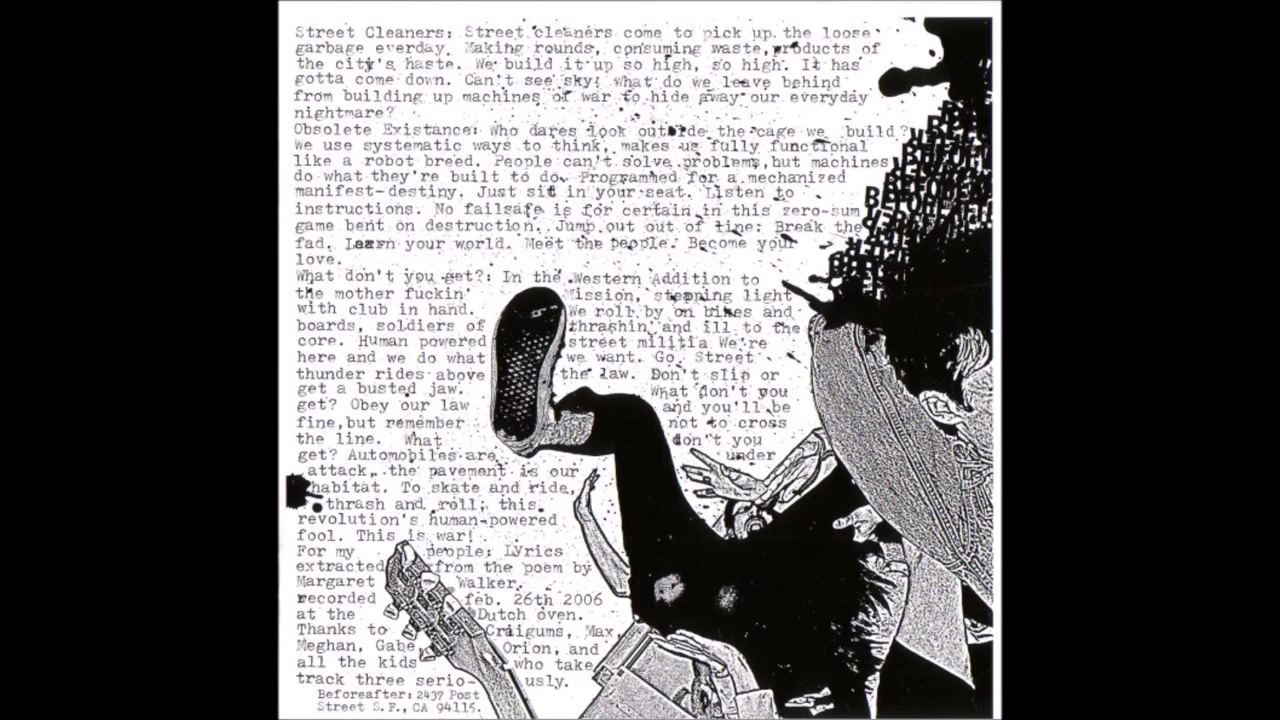 Street Cleaners: Street cleaners come to pick up the loose
garbage everday. Making rounds, consuming waste,products of
the city's haste. We build it up so high, so high. It has
gotta come down. Can't see sky! What do we leave behind
from building up machines of war to hide away our everyday
nightmare?
Obsolete Existance: Who dares look outside the cage we build?
We use systematic ways to think, makes us fully functional
like a robot breed. People can't solve problems,but machines
do what they're built to do. Programmed for a mechanized
manifest-destiny. Just sit in your seat. Listen to
instructions. No failsafe is for certain in this zero-sum
game bent on destruction. Jump out out of line: Break the
fad. Learn your world. Meet the people. Become your
love.
What don't you get?: In the Western Addition to
the mother fuckin' Mission, stepping light
with club in hand. We roll by on bikes and
boards, soldiers of thrashin' and ill to the
core. Human powered street militia We're
here and we do what we want. Go Street
thunder rides above the law. Don't slip or
get a busted jaw. What don't you
get? Obey our law and you'll be
fine,but remember not to cross
the line. What don"t you
get? Automobiles are under
attack, the pavement is our
habitat. To skate and ride,
thrash and roll; this
revolution's human-powered
fool. This is war!
For my people: Lyrics
extracted from the poem by
Margaret Walker.
recorded feb. 26th 2006
at the Dutch oven.
Thanks to Craigums, Max,
Meghan, Gabe, Orion, and
all the kids who take
track three serio- usly.
Beforeafter: 2437 Post
Street S.F., CA 94115.